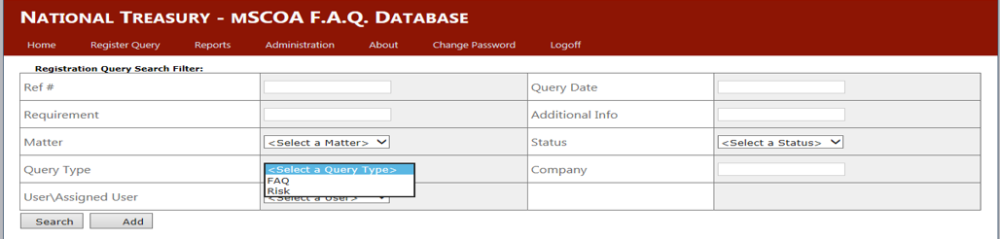 NATIONAL TREASURY - MSCOA F.A.Q. DATABASE
Home Register Query Reports Administration About Change Password Logoff
Registration Query Search Filter:
Ref # Query Date
Requirement Additional Info
Matter <Select a Matter> Status <Select a Status>
Query Type <Select a Query Type> Company
FAQ
Risk
User\Assigned User <Select a User>
Search Add